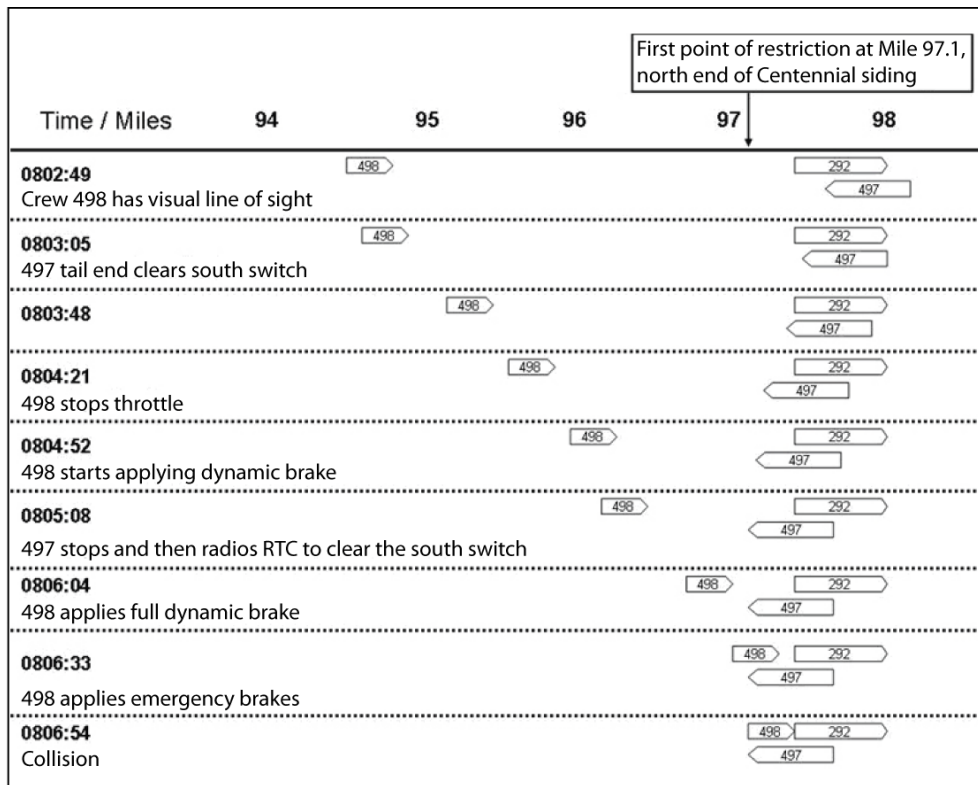 First point of restriction at Mile 97.1,
north end of Centennial siding
Time / Miles 94 95 96 97 98
0802:49 498 292
497
Crew 498 has visual line of sight
0803:05 498 292
497
497 tail end clears south switch
0803:48 498 292
497
0804:21 498 292
497
498 stops throttle
0804:52 498 292
497
498 starts applying dynamic brake
0805:08 498 292
497
497 stops and then radios RTC to clear the south switch
0806:04 498 292
497
498 applies full dynamic brake
0806:33 498 292
497
498 applies emergency brakes
0806:54 498 292
497
Collision